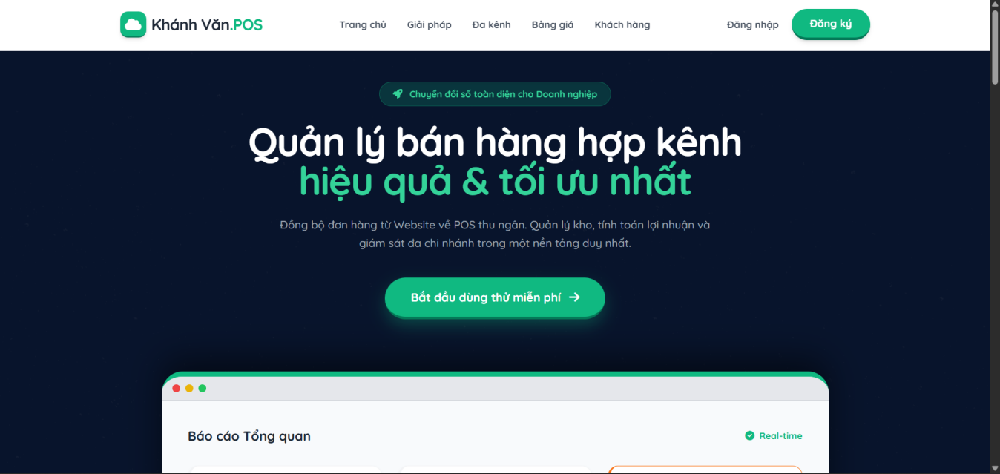 Khánh Văn.POS
Trang chủ
Giải pháp
Đa kênh
Bảng giá
Khách hàng
Đăng nhập
Đăng ký
Chuyển đổi số toàn diện cho Doanh nghiệp
Quản lý bán hàng hợp kênh
hiệu quả & tối ưu nhất
Đồng bộ đơn hàng từ Website về POS thu ngân. Quản lý kho, tính toán lợi nhuận và
giám sát đa chi nhánh trong một nền tảng duy nhất.
Bắt đầu dùng thử miễn phí
Báo cáo Tổng quan
Real-time